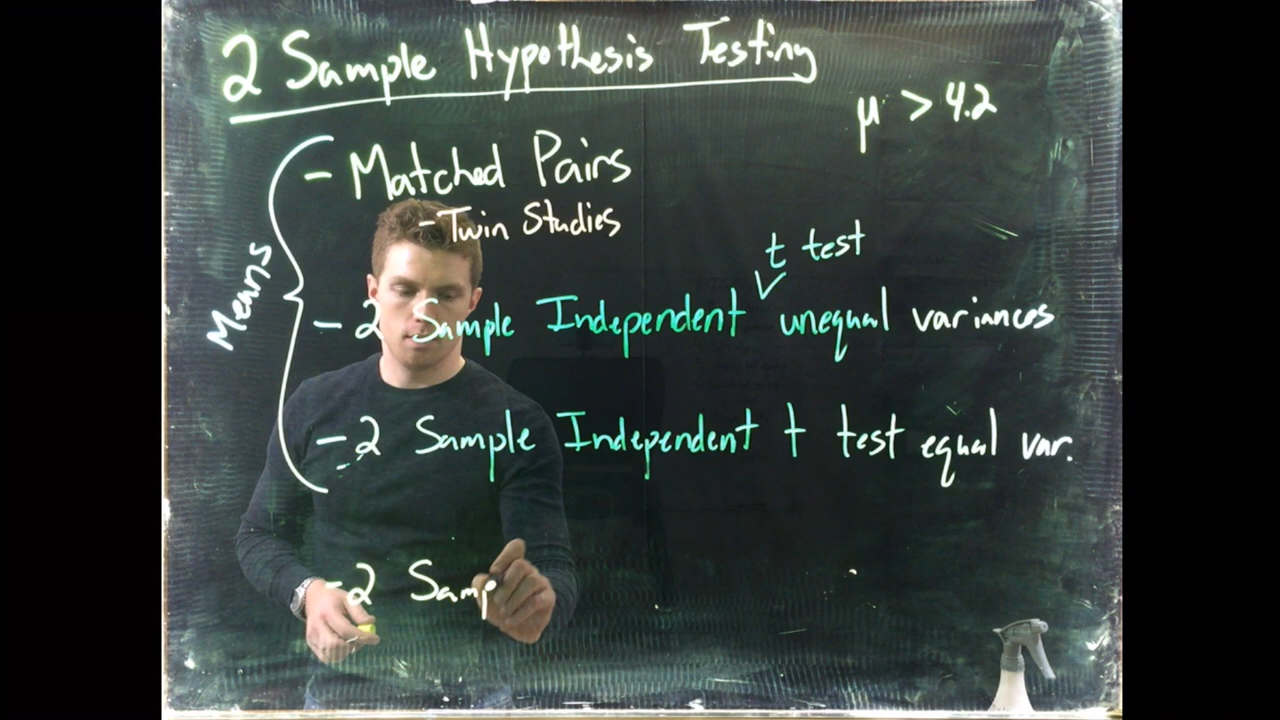 2 Sample Hypothesis Testing
μ > 4.2
- Matched Pairs
- Twin Studies
Means
t test
- 2 Sample Independent unequal variances
- 2 Sample Independent t test equal var.
- 2 Samp